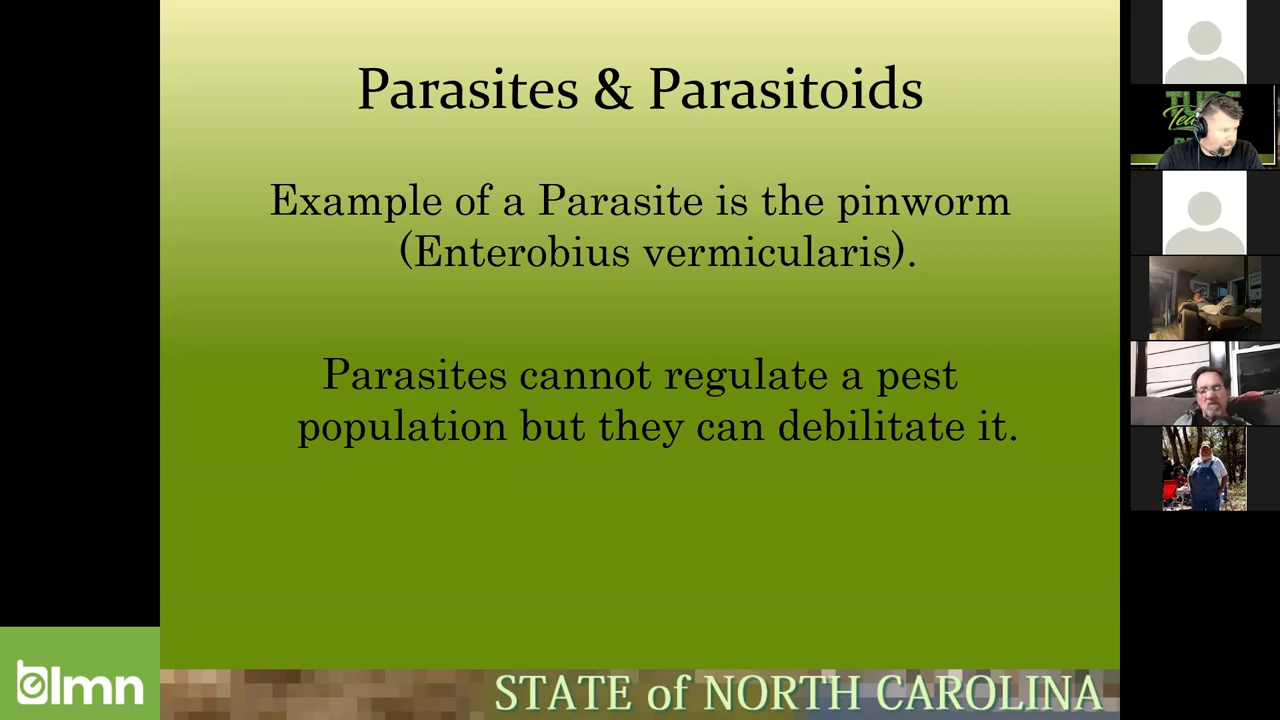 Parasites & Parasitoids
Example of a Parasite is the pinworm
(Enterobius vermicularis).
Parasites cannot regulate a pest
population but they can debilitate it.
lmn
STATE of NORTH CAROLINA